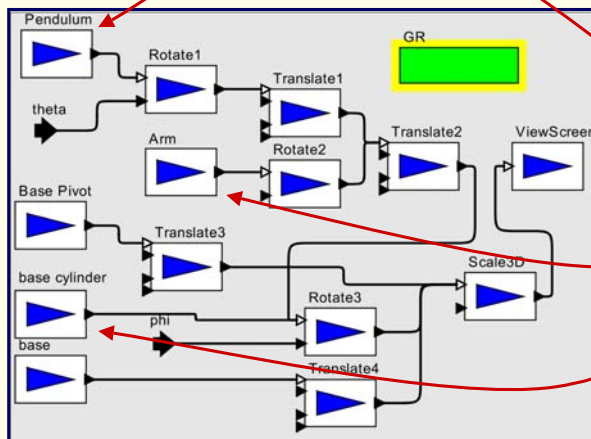 Pendulum
Rotate1
GR
Translate1
theta
Arm
Rotate2
Translate2
ViewScreen
Base Pivot
Translate3
Scale3D
base cylinder
Rotate3
phi
base
Translate4